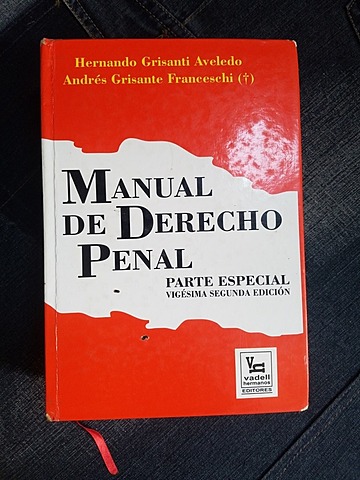 Hernando Grisanti Aveledo
Andrés Grisante Franceschi (†)
MANUAL
DE DERECHO
PENAL
PARTE ESPECIAL
VIGÉSIMA SEGUNDA EDICIÓN
vadell
hermanos
EDITORES